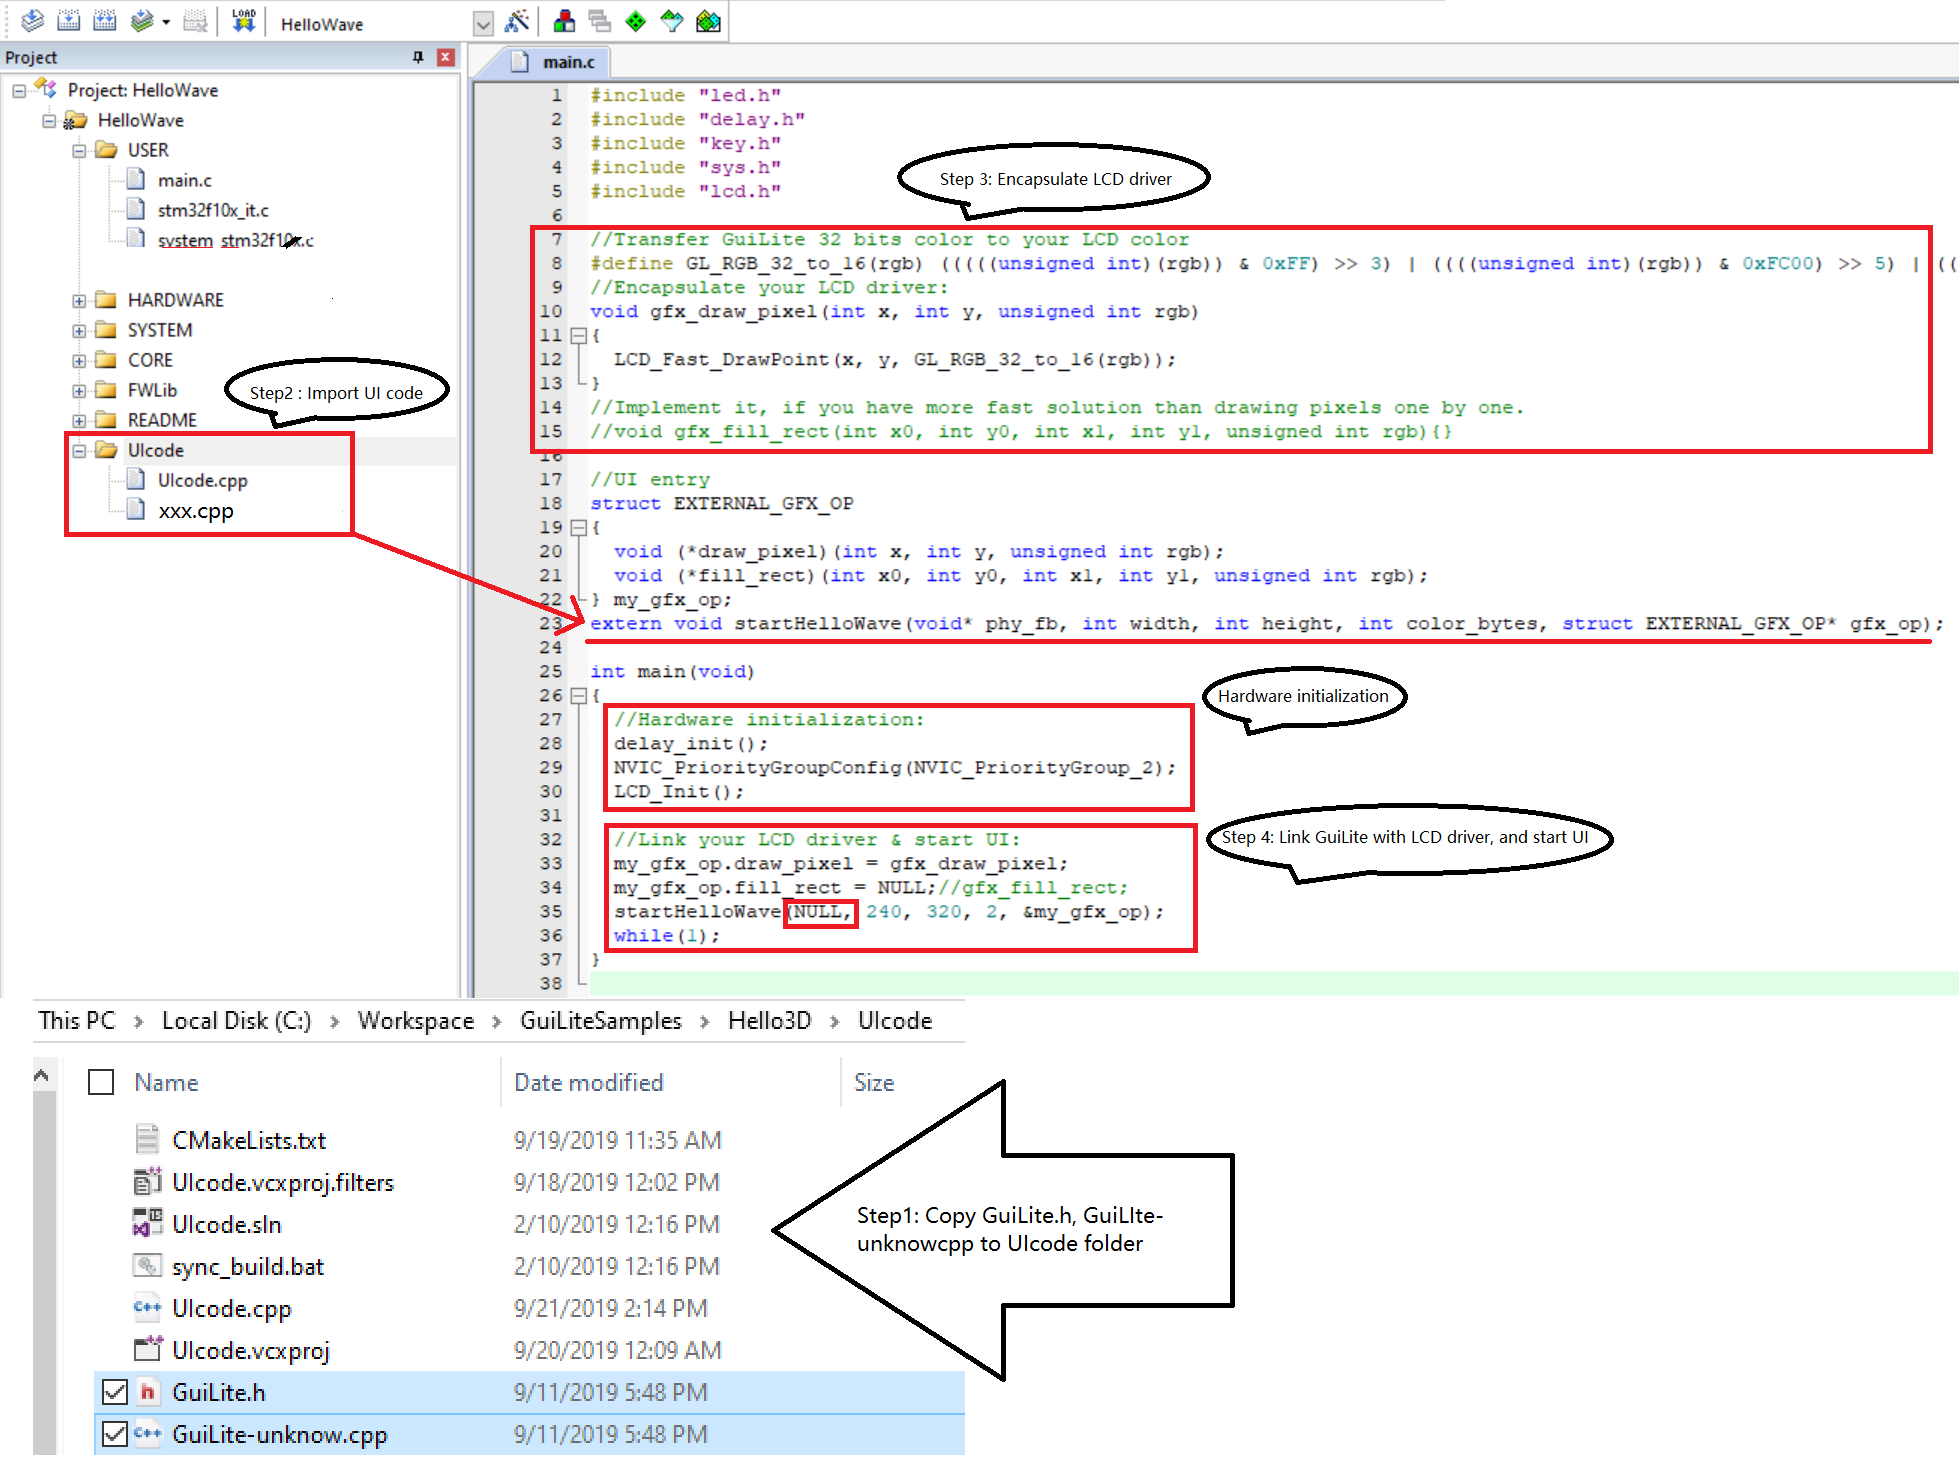 LOAD
HelloWave
Project
Project: HelloWave
HelloWave
USER
main.c
stm32f10x_it.c
system_stm32f10x.c
HARDWARE
SYSTEM
CORE
FWLib
README
UIcode
UIcode.cpp
xxx.cpp
Step2 : Import UI code
main.c
1 #include "led.h"
2 #include "delay.h"
3 #include "key.h"
4 #include "sys.h"
5 #include "lcd.h"
6
Step 3: Encapsulate LCD driver
7 //Transfer GuiLite 32 bits color to your LCD color
8 #define GL_RGB_32_to_16(rgb) (((((unsigned int)(rgb)) & 0xFF) >> 3) | ((((unsigned int)(rgb)) & 0xFC00) >> 5) | ((
9 //Encapsulate your LCD driver:
10 void gfx_draw_pixel(int x, int y, unsigned int rgb)
11 {
12 LCD_Fast_DrawPoint(x, y, GL_RGB_32_to_16(rgb));
13 }
14 //Implement it, if you have more fast solution than drawing pixels one by one.
15 //void gfx_fill_rect(int x0, int y0, int x1, int y1, unsigned int rgb){}
16
17 //UI entry
18 struct EXTERNAL_GFX_OP
19 {
20 void (*draw_pixel)(int x, int y, unsigned int rgb);
21 void (*fill_rect)(int x0, int y0, int x1, int y1, unsigned int rgb);
22 } my_gfx_op;
23 extern void startHelloWave(void* phy_fb, int width, int height, int color_bytes, struct EXTERNAL_GFX_OP* gfx_op);
24
25 int main(void)
26 {
Hardware initialization
27 //Hardware initialization:
28 delay_init();
29 NVIC_PriorityGroupConfig(NVIC_PriorityGroup_2);
30 LCD_Init();
31
Step 4: Link GuiLite with LCD driver, and start UI
32 //Link your LCD driver & start UI:
33 my_gfx_op.draw_pixel = gfx_draw_pixel;
34 my_gfx_op.fill_rect = NULL;//gfx_fill_rect;
35 startHelloWave(NULL, 240, 320, 2, &my_gfx_op);
36 while(1);
37 }
38
This PC > Local Disk (C:) > Workspace > GuiLiteSamples > Hello3D > UIcode
Name Date modified Size
CMakeLists.txt 9/19/2019 11:35 AM
UIcode.vcxproj.filters 9/18/2019 12:02 PM
UIcode.sln 2/10/2019 12:16 PM
sync_build.bat 2/10/2019 12:16 PM
UIcode.cpp 9/21/2019 2:14 PM
UIcode.vcxproj 9/20/2019 12:09 AM
GuiLite.h 9/11/2019 5:48 PM
GuiLite-unknow.cpp 9/11/2019 5:48 PM
Step1: Copy GuiLite.h, GuiLIte-
unknowcpp to UIcode folder